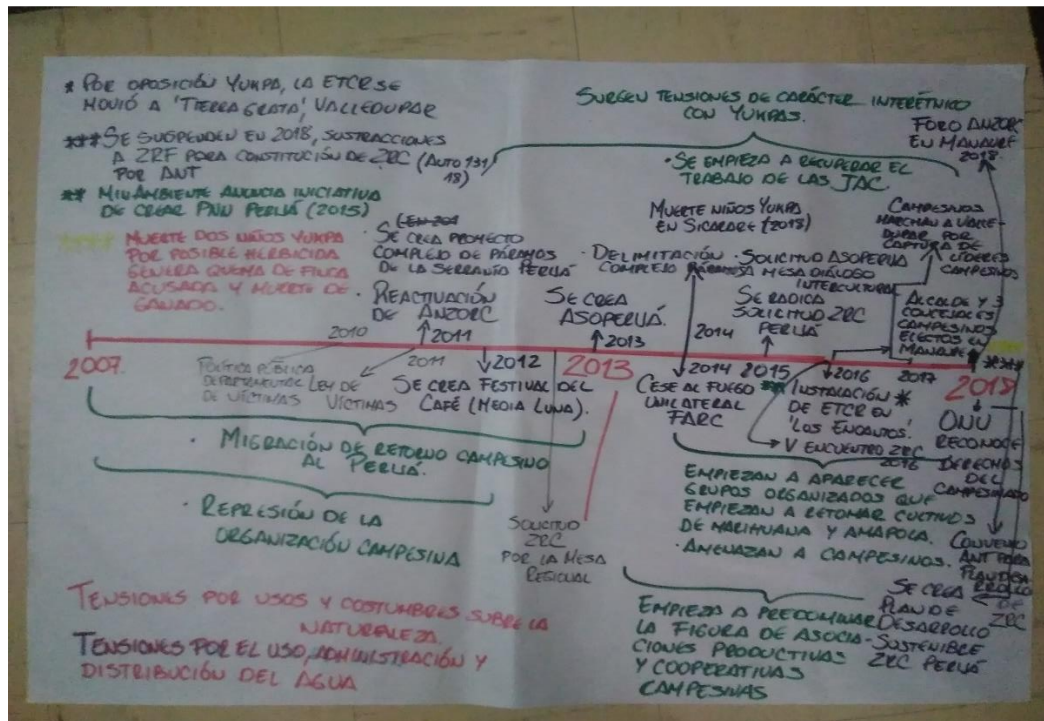 * POR OPOSICIÓN YUKPA, LA ETCR SE
MOVIÓ A 'TIERRA GRATA', VALLEDUPAR
*** SE SUSPENDEN EN 2018, SUSTRACCIONES
A ZRF PARA CONSTITUCIÓN DE ZRC (AUTO 131/18)
POR ANT
** MINAMBIENTE ANUNCIA INICIATIVA
DE CREAR PNN PERIJÁ (2015)
**** MUERTE DOS NIÑOS YUKPA
POR POSIBLE HERBICIDA
GENERA QUEMA DE FINCA
ACUSADA Y MUERTE DE
GANADO.
SURGEN TENSIONES DE CARÁCTER INTERÉTNICO
CON YUKPAS.
· SE EMPIEZA A RECUPERAR EL
TRABAJO DE LAS JAC.
FORO ANZORC
EN MANAURE
2018.
SE CREA PROYECTO
COMPLEJO DE PÁRAMOS
DE LA SERRANÍA PERIJÁ
· REACTIVACIÓN
DE ANZORC
MUERTE NIÑOS YUKPA
EN SICARARE (2018)
· DELIMITACIÓN
COMPLEJO PÁRAMOS
· SOLICITUD ASOPERIJÁ
A MESA DIÁLOGO
INTERCULTURAL
CAMPESINOS
MARCHAN A VALLE-
DUPAR POR
CAPTURA DE
LÍDERES
CAMPESINOS
SE CREA
ASOPERIJÁ.
SE RADICA
SOLICITUD ZRC
PERIJÁ
ALCALDE Y 3
CONCEJALES
CAMPESINOS
ELECTOS EN
MANAURE
2007.
2010
2011
2011
2012
2013
2013
2014
2014
2015
2016
2017
2019
****
***
POLÍTICA PÚBLICA
DEPARTAMENTAL
DE VÍCTIMAS
LEY DE
VÍCTIMAS
SE CREA FESTIVAL DEL
CAFÉ (MEDIA LUNA).
CESE AL FUEGO
UNILATERAL
FARC
**
INSTALACIÓN *
DE ETCR EN
'LOS ENCANTOS'.
V ENCUENTRO ZRC
2016
ONU
RECONOCE
DERECHOS
DEL
CAMPESINADO
· MIGRACIÓN DE RETORNO CAMPESINO
AL PERIJÁ.
· REPRESIÓN DE LA
ORGANIZACIÓN CAMPESINA
SOLICITUD
ZRC
POR LA MESA
REGIONAL
EMPIEZAN A APARECER
GRUPOS ORGANIZADOS QUE
EMPIEZAN A RETOMAR CULTIVOS
DE MARIHUANA Y AMAPOLA.
· AMENAZAN A CAMPESINOS.
CONVENIO
ANT PARA
PLAN DESA-
RROLLO
DE
ZRC
SE CREA
PLAN DE
DESARROLLO
SOSTENIBLE
ZRC PERIJÁ
EMPIEZA A PREDOMINAR
LA FIGURA DE ASOCIA-
CIONES PRODUCTIVAS
Y COOPERATIVAS
CAMPESINAS
TENSIONES POR USOS Y COSTUMBRES SUBRE LA
NATURALEZA.
TENSIONES POR EL USO, ADMINISTRACIÓN Y
DISTRIBUCIÓN DEL AGUA